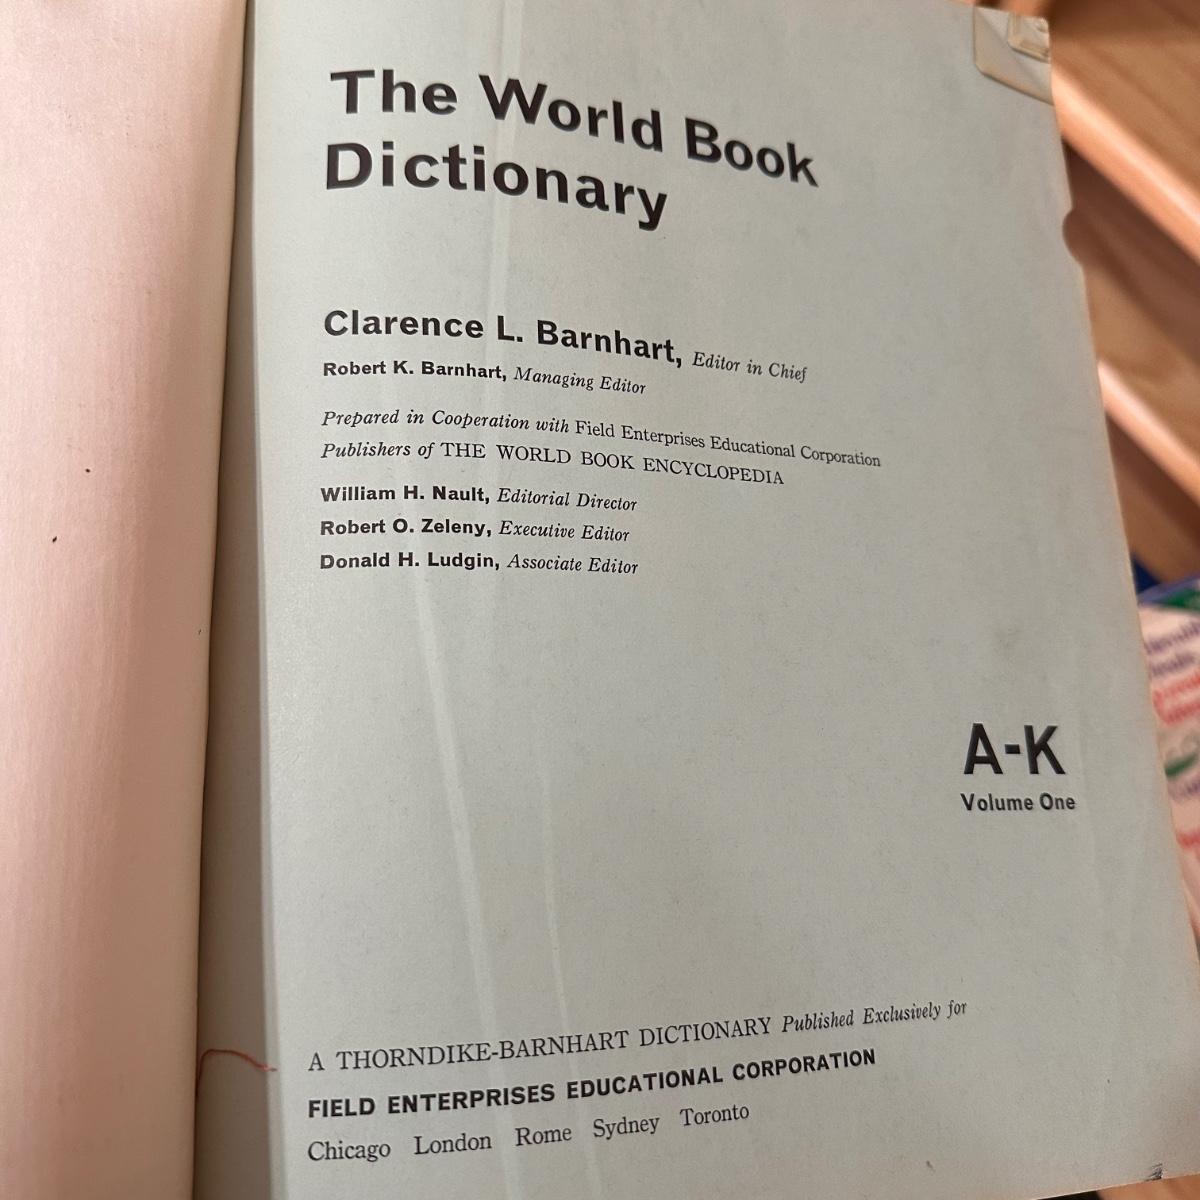 The World Book
Dictionary
Clarence L. Barnhart, Editor in Chief
Robert K. Barnhart, Managing Editor
Prepared in Cooperation with Field Enterprises Educational Corporation
Publishers of THE WORLD BOOK ENCYCLOPEDIA
William H. Nault, Editorial Director
Robert O. Zeleny, Executive Editor
Donald H. Ludgin, Associate Editor
A-K
Volume One
A THORNDIKE-BARNHART DICTIONARY Published Exclusively for
FIELD ENTERPRISES EDUCATIONAL CORPORATION
Chicago London Rome Sydney Toronto